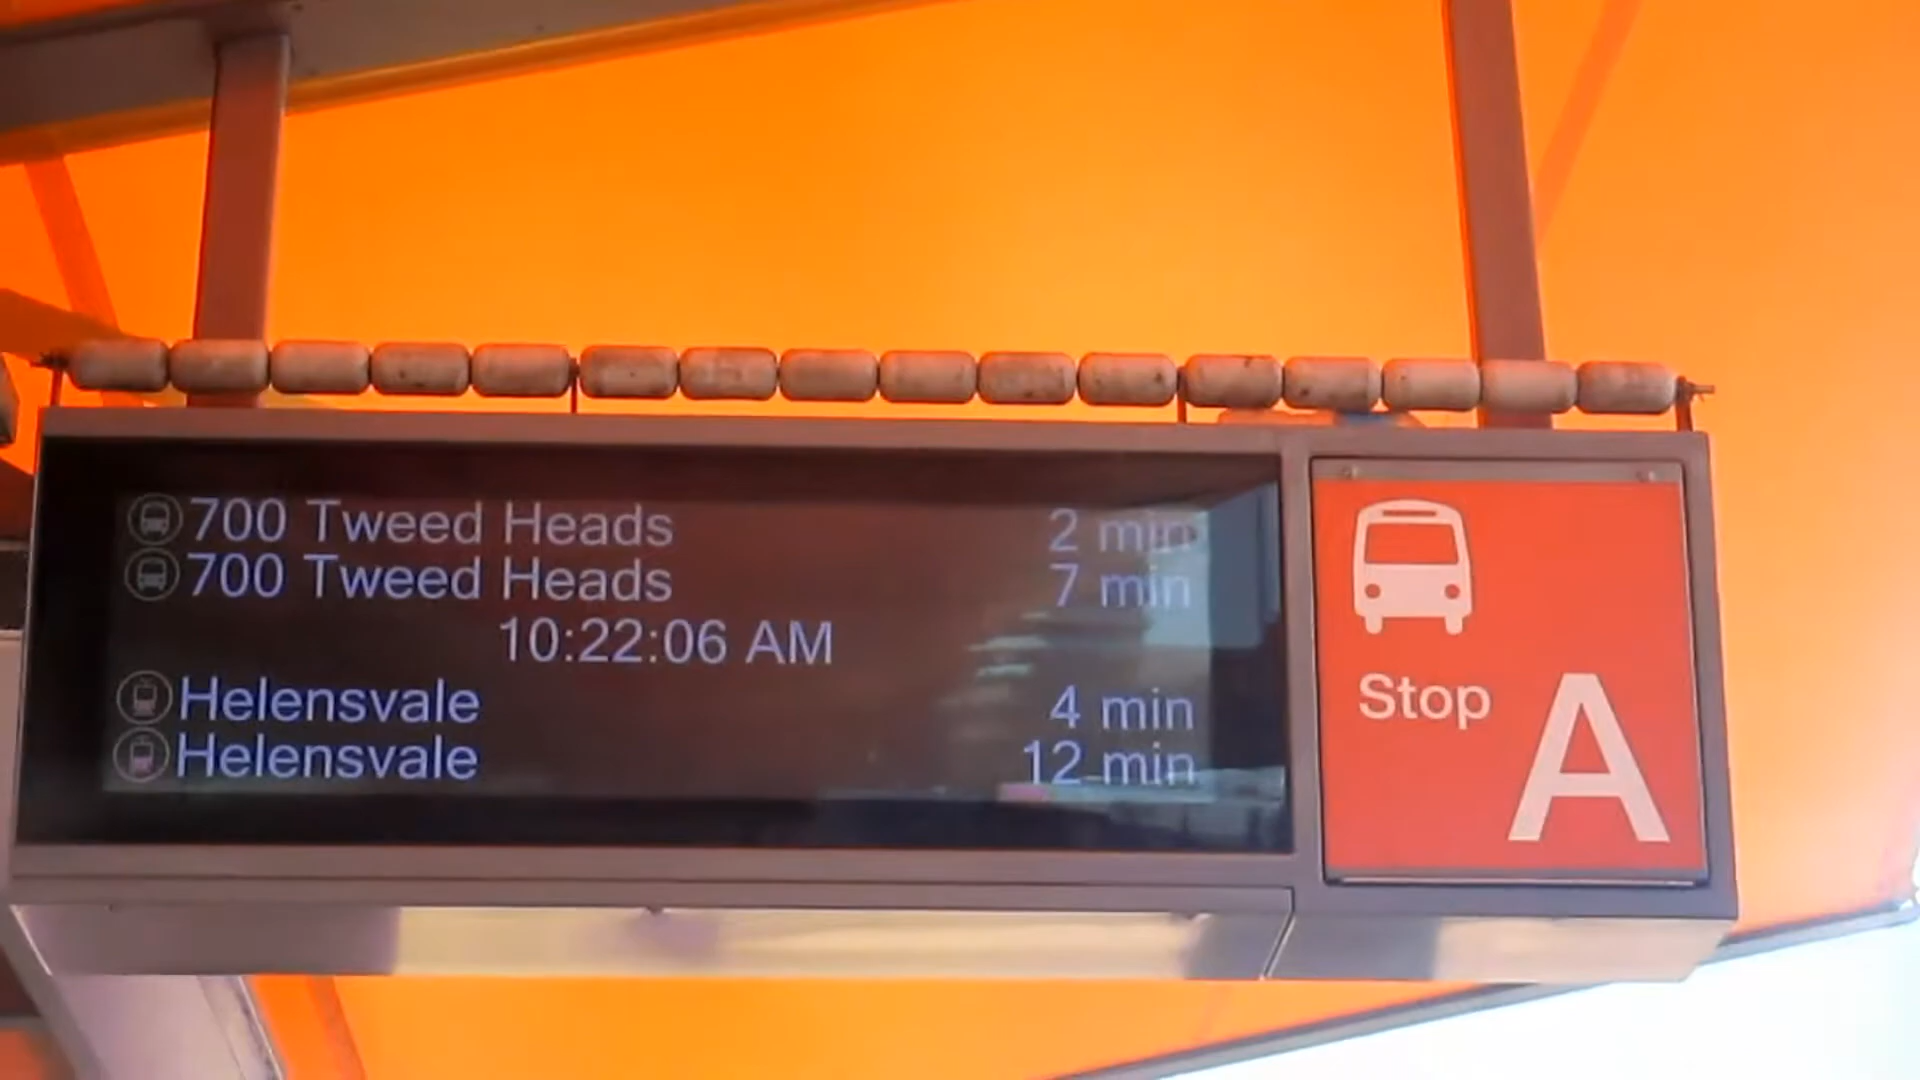 700 Tweed Heads 2 min
700 Tweed Heads 7 min
10:22:06 AM
Helensvale 4 min
Helensvale 12 min
Stop A